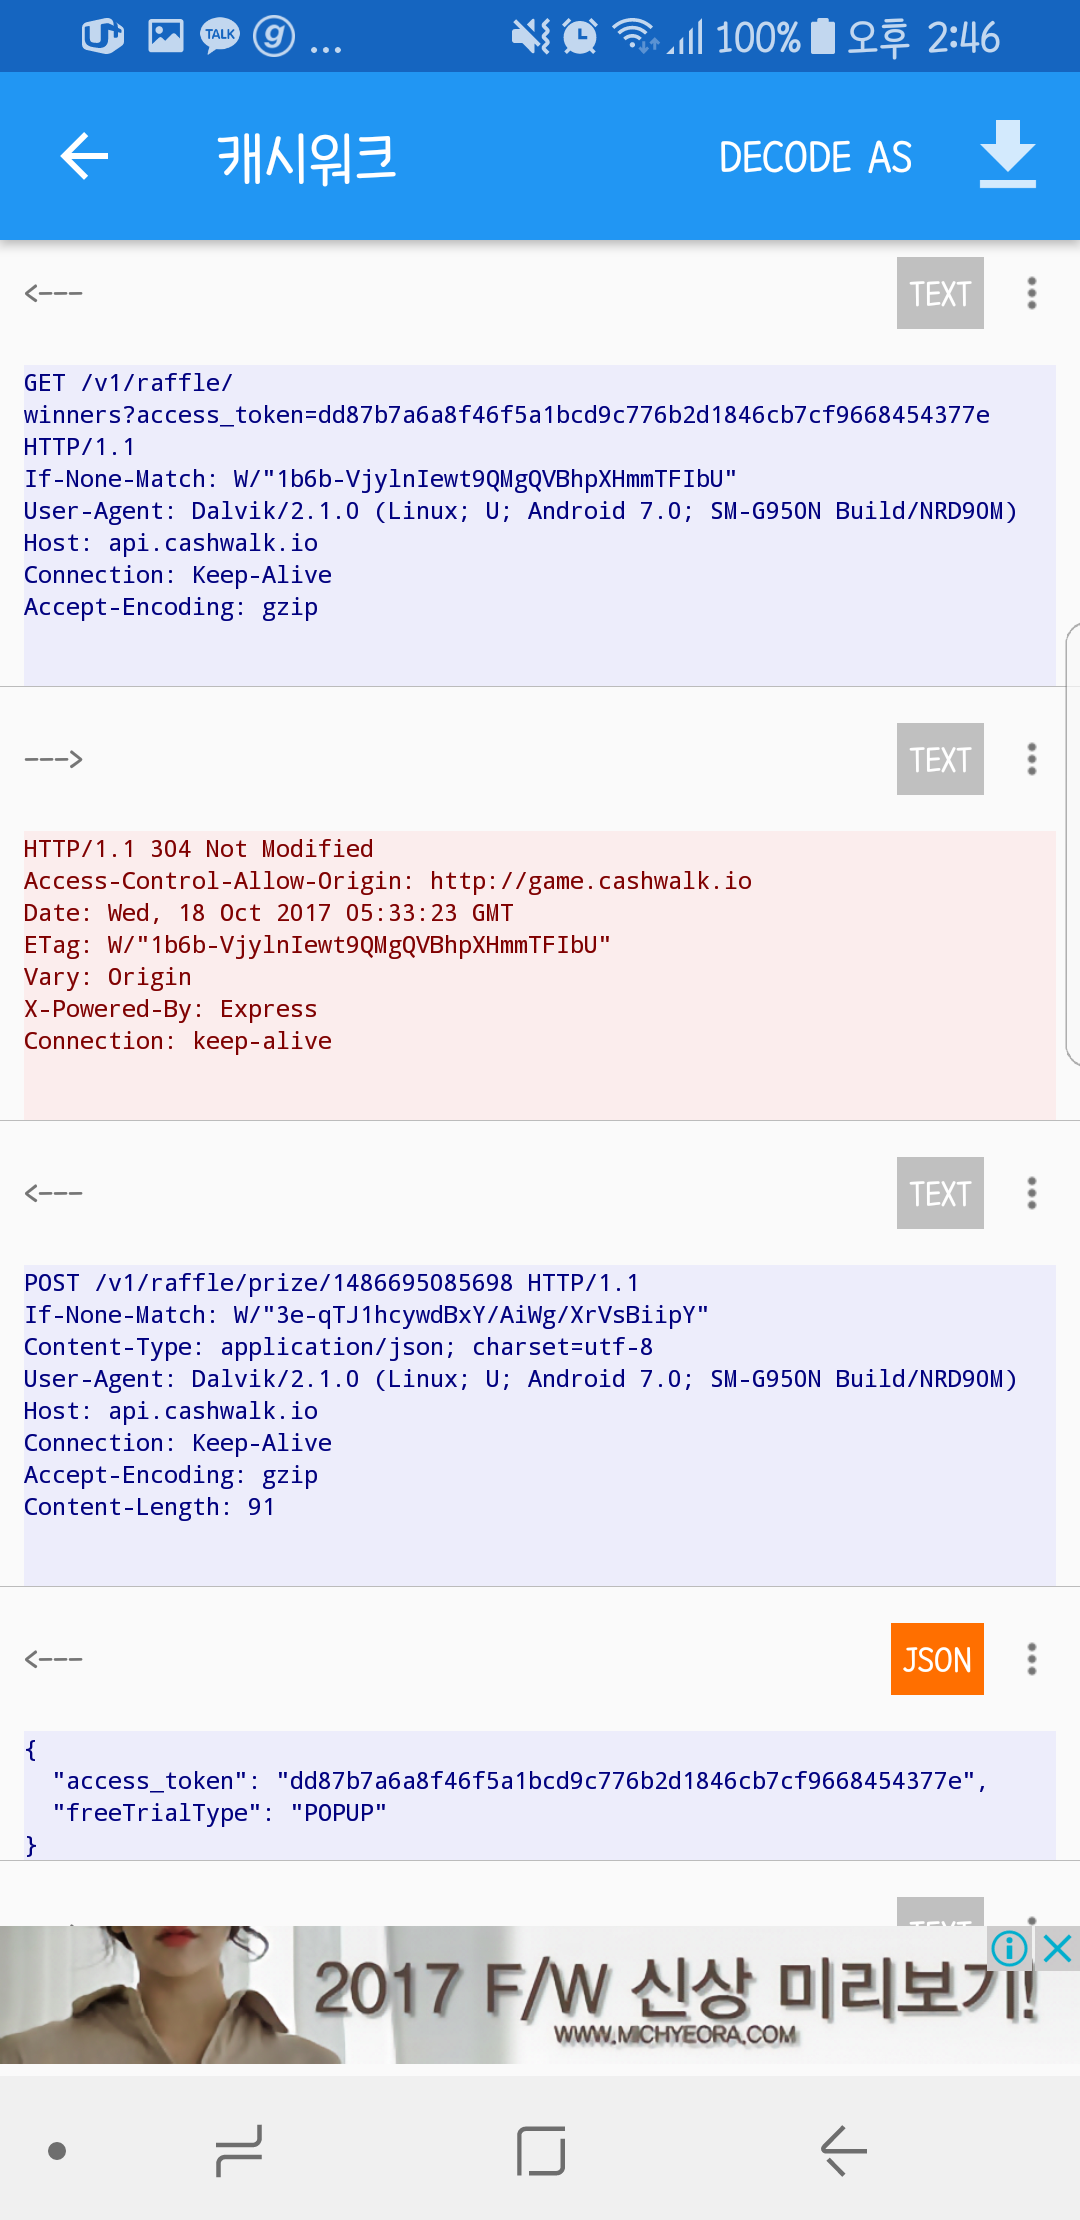 TALK g ... 100% 오후 2:46
캐시워크 DECODE AS
<--- TEXT
GET /v1/raffle/
winners?access_token=dd87b7a6a8f46f5a1bcd9c776b2d1846cb7cf9668454377e
HTTP/1.1
If-None-Match: W/"1b6b-VjylnIewt9QMgQVBhpXHmmTFIbU"
User-Agent: Dalvik/2.1.0 (Linux; U; Android 7.0; SM-G950N Build/NRD90M)
Host: api.cashwalk.io
Connection: Keep-Alive
Accept-Encoding: gzip
---> TEXT
HTTP/1.1 304 Not Modified
Access-Control-Allow-Origin: http://game.cashwalk.io
Date: Wed, 18 Oct 2017 05:33:23 GMT
ETag: W/"1b6b-VjylnIewt9QMgQVBhpXHmmTFIbU"
Vary: Origin
X-Powered-By: Express
Connection: keep-alive
<--- TEXT
POST /v1/raffle/prize/1486695085698 HTTP/1.1
If-None-Match: W/"3e-qTJ1hcywdBxY/AiWg/XrVsBiipY"
Content-Type: application/json; charset=utf-8
User-Agent: Dalvik/2.1.0 (Linux; U; Android 7.0; SM-G950N Build/NRD90M)
Host: api.cashwalk.io
Connection: Keep-Alive
Accept-Encoding: gzip
Content-Length: 91
<--- JSON
{
"access_token": "dd87b7a6a8f46f5a1bcd9c776b2d1846cb7cf9668454377e",
"freeTrialType": "POPUP"
}
TEXT
2017 F/W 신상 미리보기!
WWW.MICHYEORA.COM